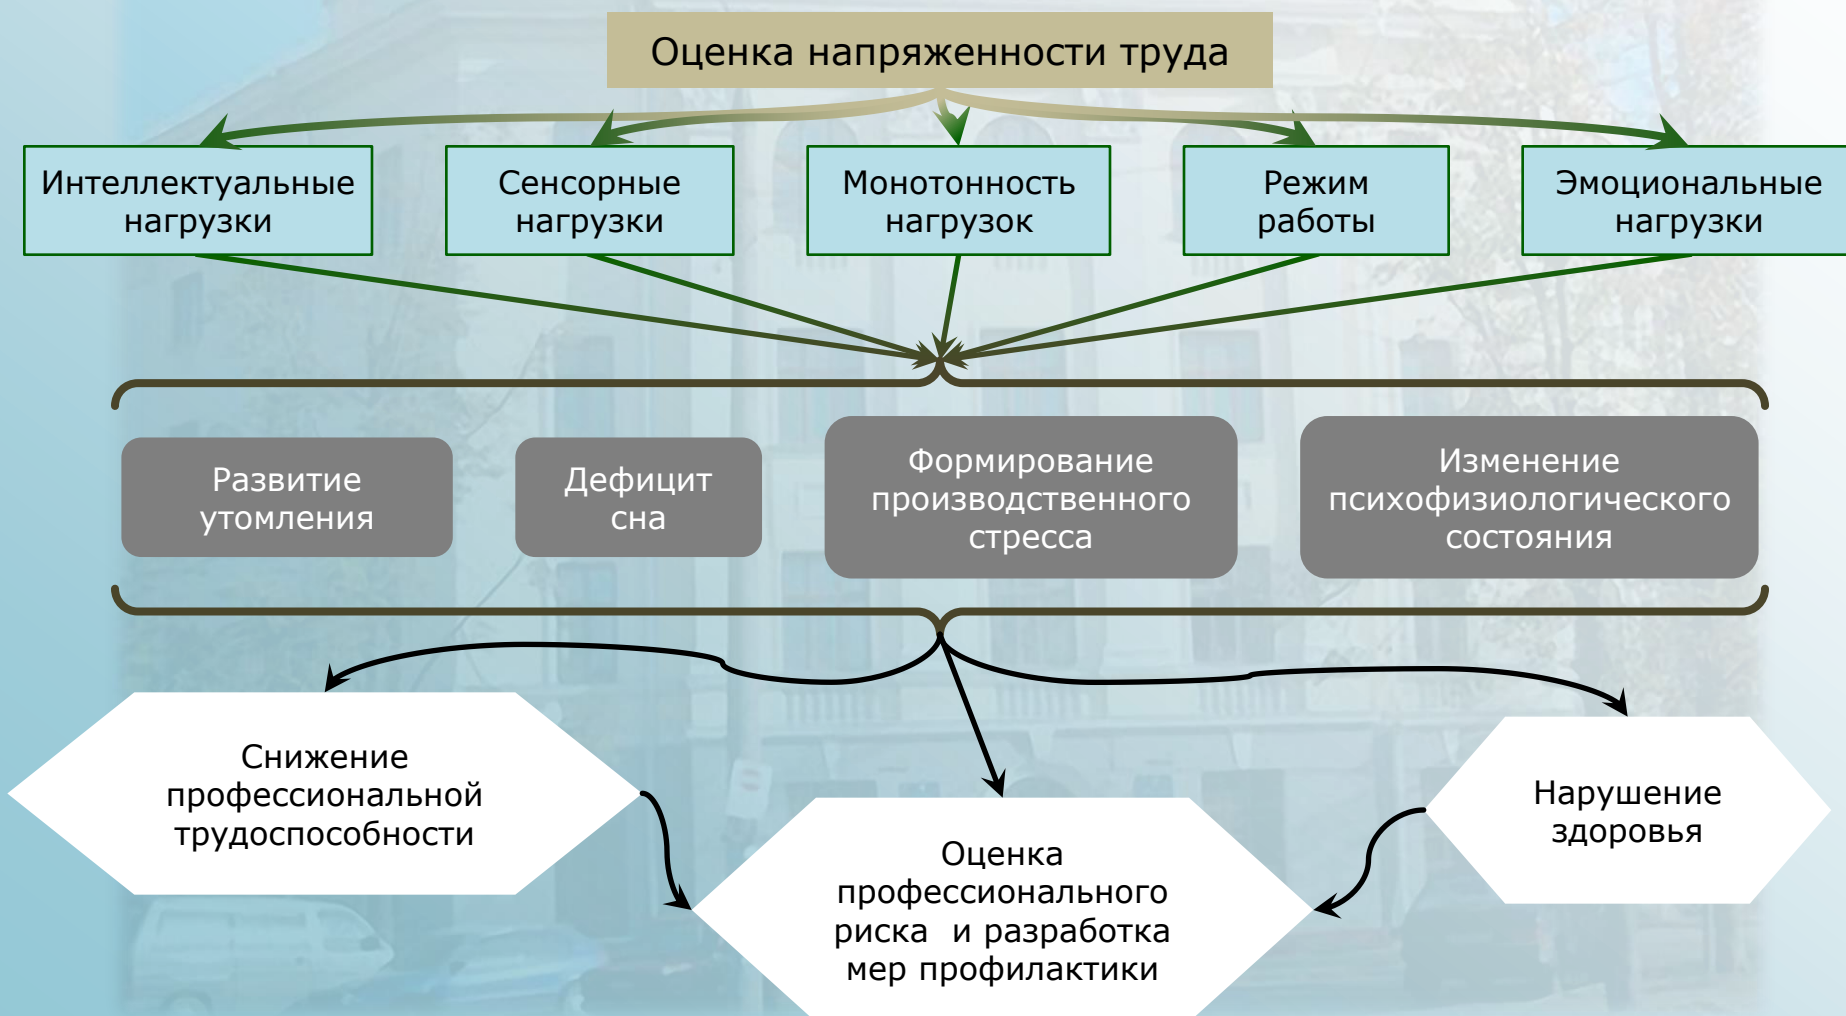 Оценка напряженности труда
Интеллектуальные
нагрузки
Сенсорные
нагрузки
Монотонность
нагрузок
Режим
работы
Эмоциональные
нагрузки
Развитие
утомления
Дефицит
сна
Формирование
производственного
стресса
Изменение
психофизиологического
состояния
Снижение
профессиональной
трудоспособности
Оценка
профессионального
риска  и разработка
мер профилактики
Нарушение
здоровья